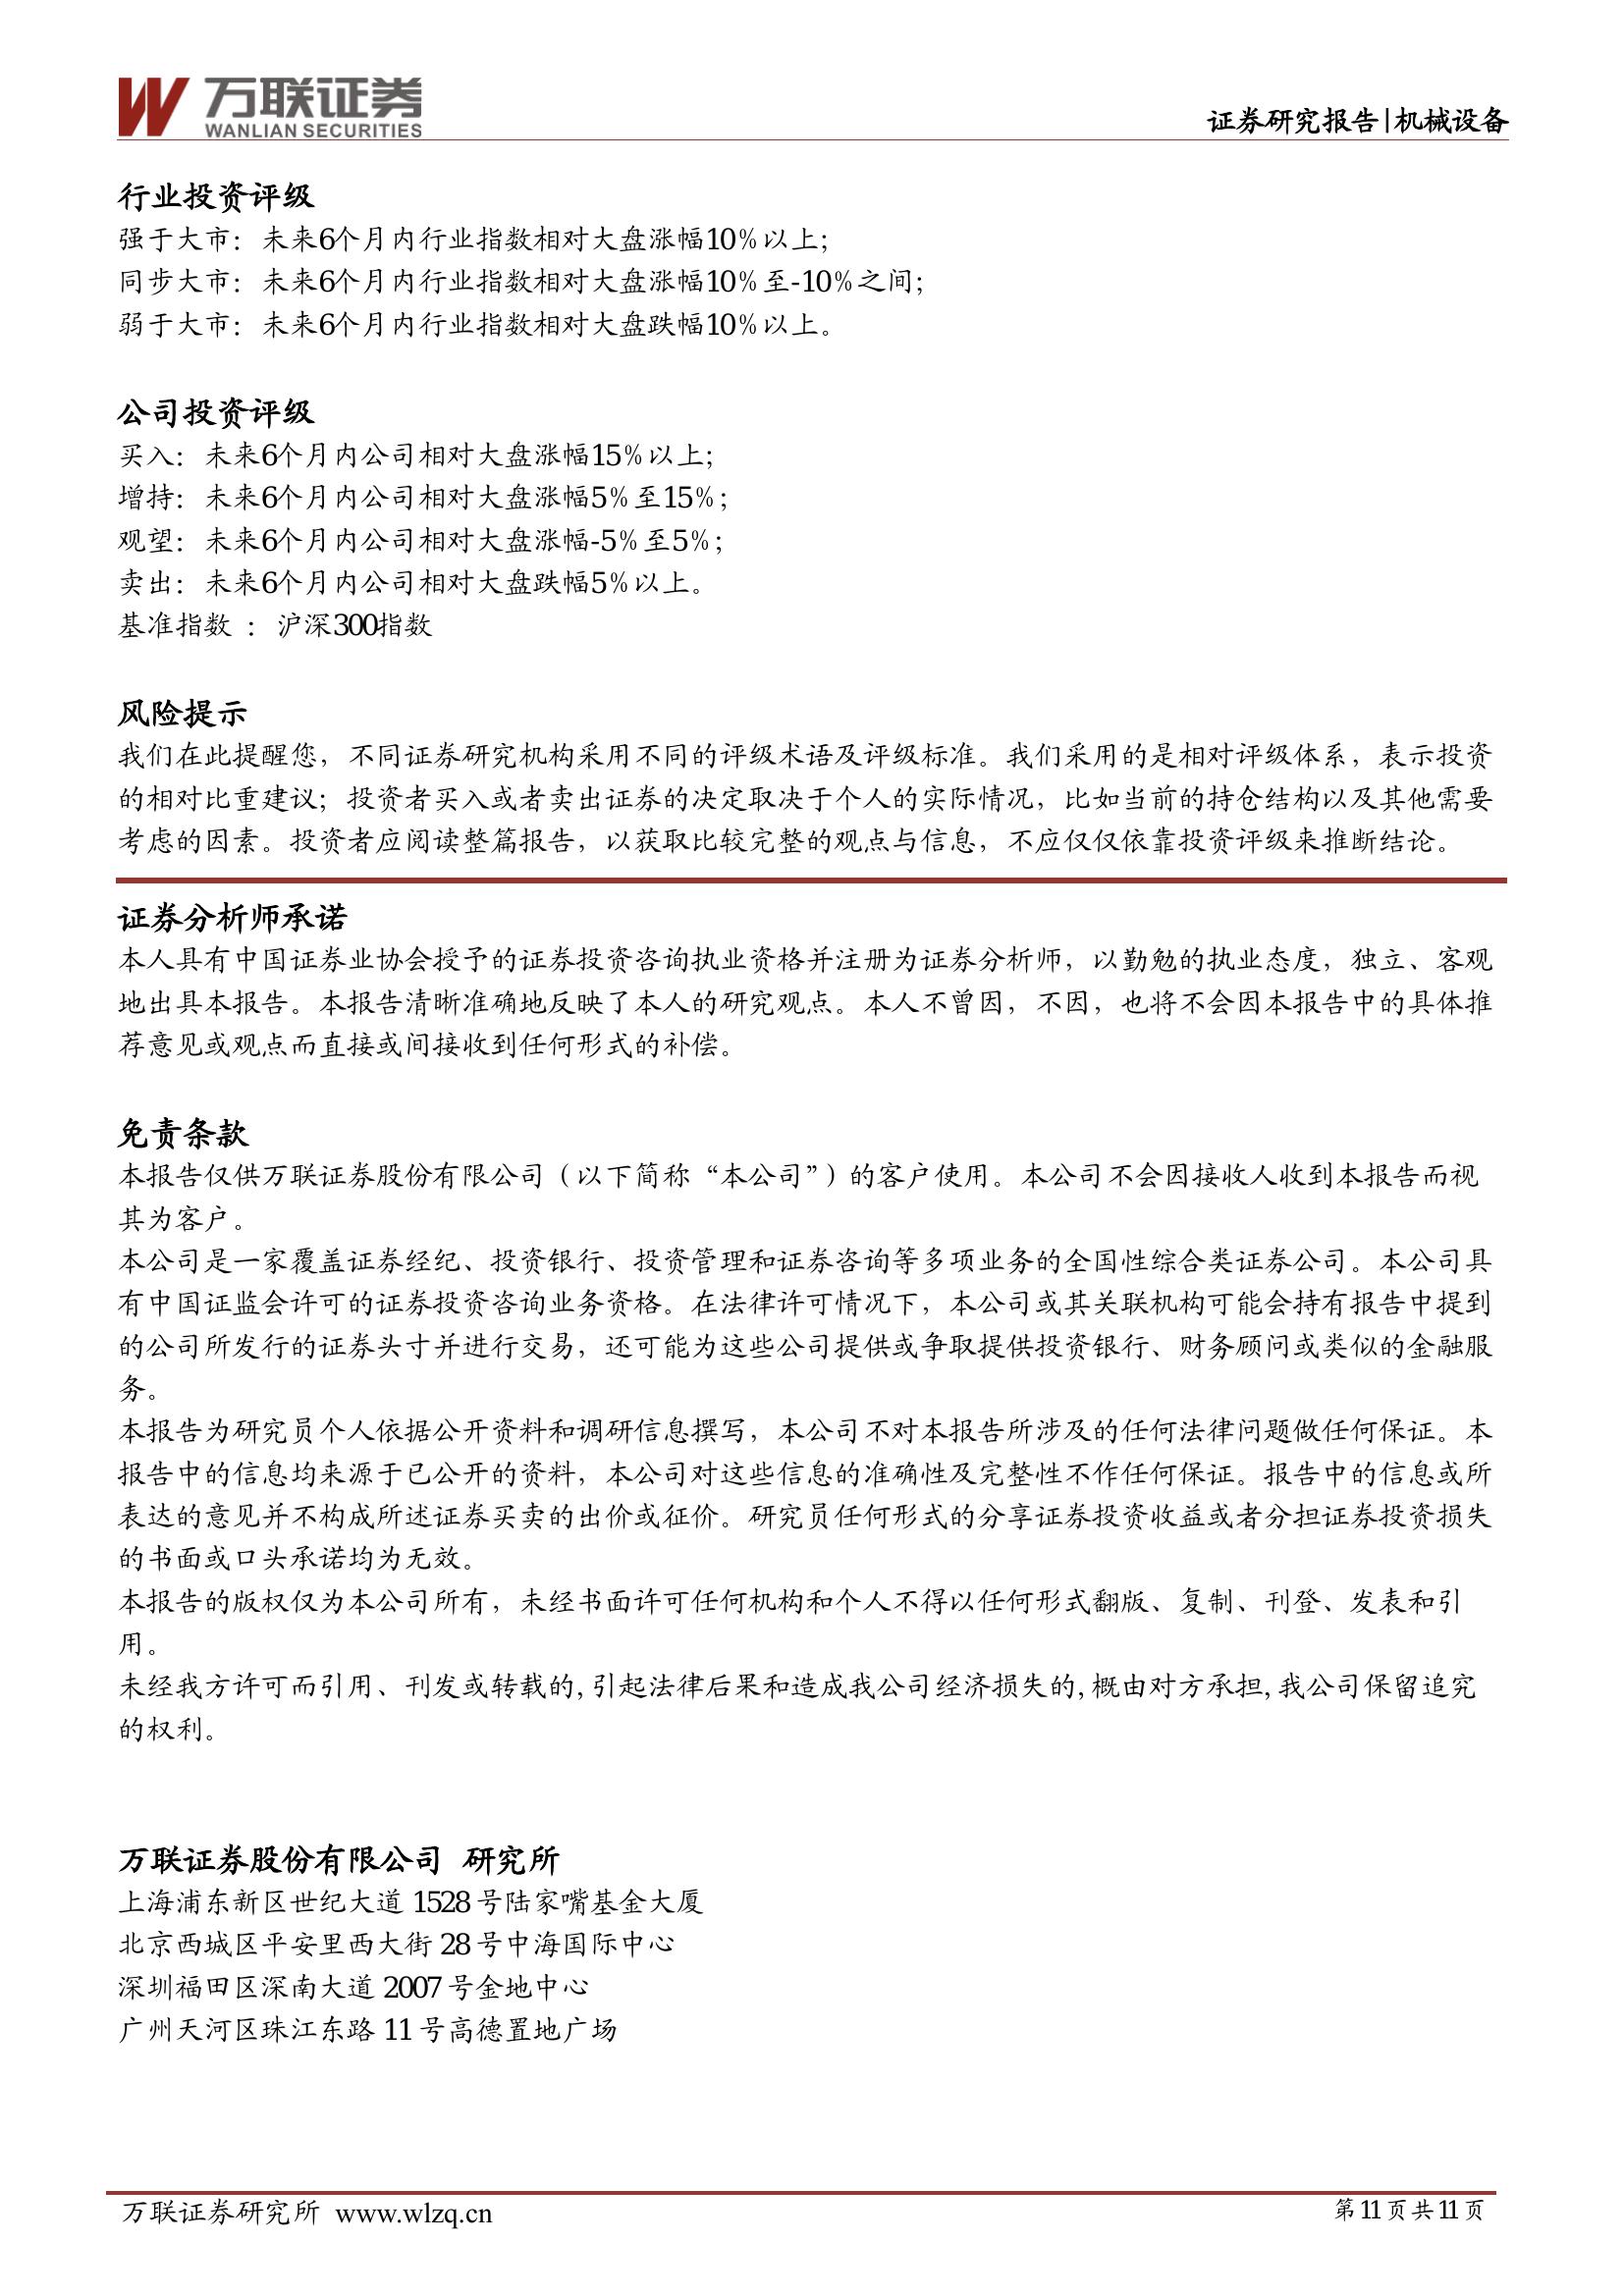 万联证券
WANLIAN SECURITIES
证券研究报告|机械设备
行业投资评级
强于大市：未来6个月内行业指数相对大盘涨幅10％以上；
同步大市：未来6个月内行业指数相对大盘涨幅10％至-10％之间；
弱于大市：未来6个月内行业指数相对大盘跌幅10％以上。
公司投资评级
买入：未来6个月内公司相对大盘涨幅15％以上；
增持：未来6个月内公司相对大盘涨幅5％至15％；
观望：未来6个月内公司相对大盘涨幅-5％至5％；
卖出：未来6个月内公司相对大盘跌幅5％以上。
基准指数 ：沪深300指数
风险提示
我们在此提醒您，不同证券研究机构采用不同的评级术语及评级标准。我们采用的是相对评级体系，表示投资
的相对比重建议；投资者买入或者卖出证券的决定取决于个人的实际情况，比如当前的持仓结构以及其他需要
考虑的因素。投资者应阅读整篇报告，以获取比较完整的观点与信息，不应仅仅依靠投资评级来推断结论。
证券分析师承诺
本人具有中国证券业协会授予的证券投资咨询执业资格并注册为证券分析师，以勤勉的执业态度，独立、客观
地出具本报告。本报告清晰准确地反映了本人的研究观点。本人不曾因，不因，也将不会因本报告中的具体推
荐意见或观点而直接或间接收到任何形式的补偿。
免责条款
本报告仅供万联证券股份有限公司（以下简称“本公司”）的客户使用。本公司不会因接收人收到本报告而视
其为客户。
本公司是一家覆盖证券经纪、投资银行、投资管理和证券咨询等多项业务的全国性综合类证券公司。本公司具
有中国证监会许可的证券投资咨询业务资格。在法律许可情况下，本公司或其关联机构可能会持有报告中提到
的公司所发行的证券头寸并进行交易，还可能为这些公司提供或争取提供投资银行、财务顾问或类似的金融服
务。
本报告为研究员个人依据公开资料和调研信息撰写，本公司不对本报告所涉及的任何法律问题做任何保证。本
报告中的信息均来源于已公开的资料，本公司对这些信息的准确性及完整性不作任何保证。报告中的信息或所
表达的意见并不构成所述证券买卖的出价或征价。研究员任何形式的分享证券投资收益或者分担证券投资损失
的书面或口头承诺均为无效。
本报告的版权仅为本公司所有，未经书面许可任何机构和个人不得以任何形式翻版、复制、刊登、发表和引
用。
未经我方许可而引用、刊发或转载的,引起法律后果和造成我公司经济损失的,概由对方承担,我公司保留追究
的权利。
万联证券股份有限公司 研究所
上海浦东新区世纪大道 1528 号陆家嘴基金大厦
北京西城区平安里西大街 28 号中海国际中心
深圳福田区深南大道 2007 号金地中心
广州天河区珠江东路 11 号高德置地广场
万联证券研究所 www.wlzq.cn
第 11 页 共 11 页